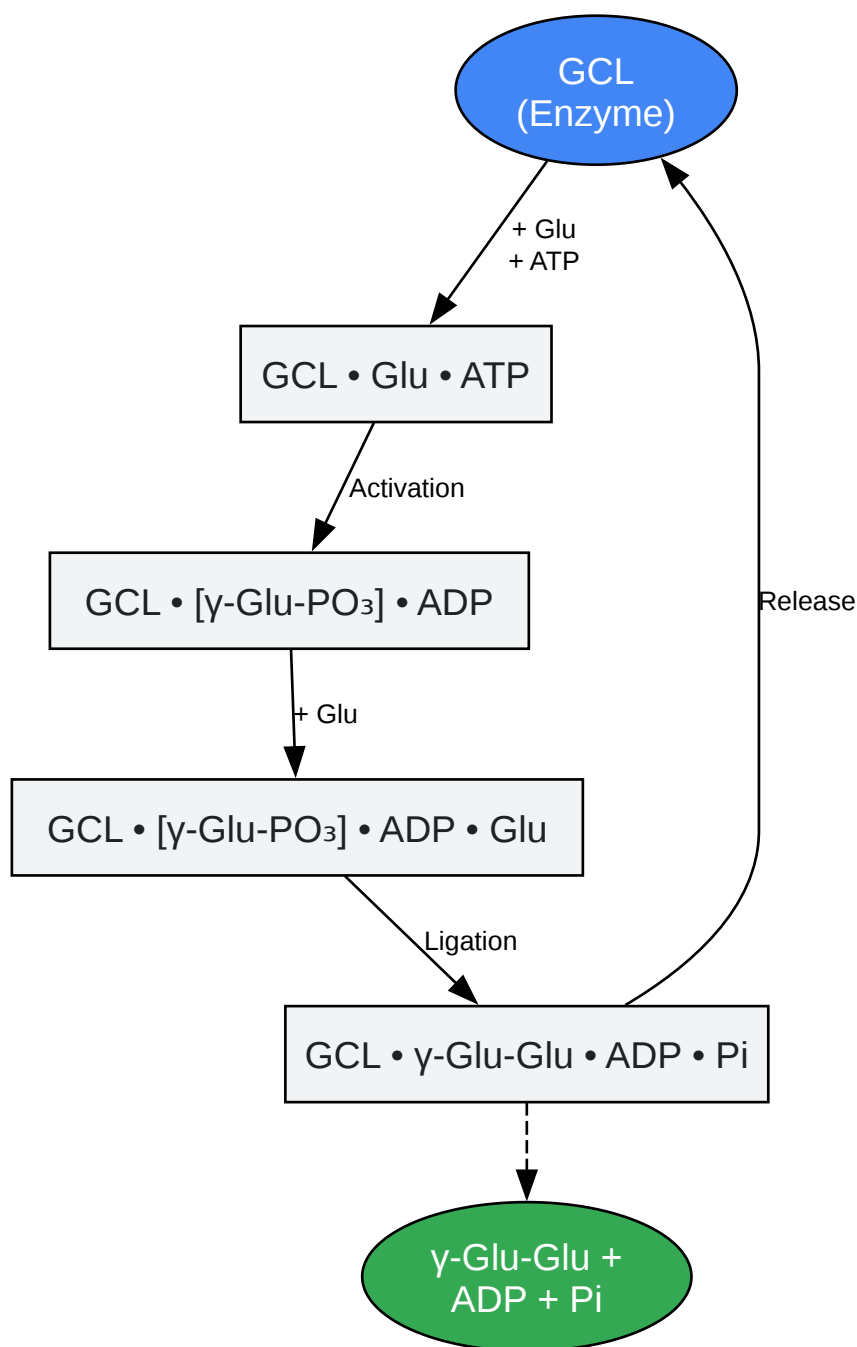 GCL
(Enzyme)
+ Glu
+ ATP
GCL • Glu • ATP
Activation
GCL • [γ-Glu-PO₃] • ADP
Release
+ Glu
GCL • [γ-Glu-PO₃] • ADP • Glu
Ligation
GCL • γ-Glu-Glu • ADP • Pi
γ-Glu-Glu +
ADP + Pi